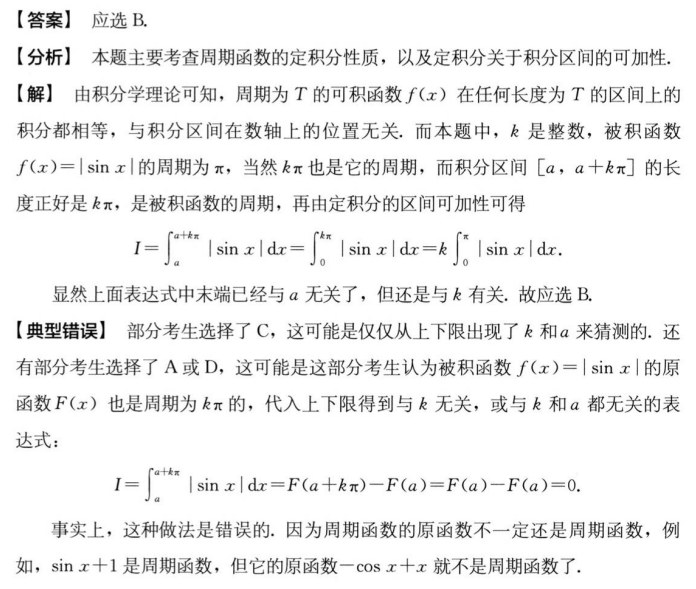 【答案】 应选 B.
【分析】 本题主要考查周期函数的定积分性质，以及定积分关于积分区间的可加性.
【解】 由积分学理论可知，周期为 T 的可积函数 f(x) 在任何长度为 T 的区间上的
积分都相等，与积分区间在数轴上的位置无关. 而本题中，k 是整数，被积函数
f(x)=|sin x|的周期为 π，当然 kπ 也是它的周期，而积分区间 [a，a+kπ] 的长
度正好是 kπ，是被积函数的周期，再由定积分的区间可加性可得
I=∫_a^{a+kπ} |sin x|dx=∫_0^{kπ} |sin x|dx=k∫_0^π |sin x|dx.
显然上面表达式中末端已经与 a 无关了，但还是与 k 有关. 故应选 B.
【典型错误】 部分考生选择了 C，这可能是仅仅从上下限出现了 k 和 a 来猜测的. 还
有部分考生选择了 A 或 D，这可能是这部分考生认为被积函数 f(x)=|sin x|的原
函数 F(x) 也是周期为 kπ 的，代入上下限得到与 k 无关，或与 k 和 a 都无关的表
达式：
I=∫_a^{a+kπ} |sin x|dx=F(a+kπ)−F(a)=F(a)−F(a)=0.
事实上，这种做法是错误的. 因为周期函数的原函数不一定还是周期函数，例
如，sin x+1 是周期函数，但它的原函数−cos x+x 就不是周期函数了.